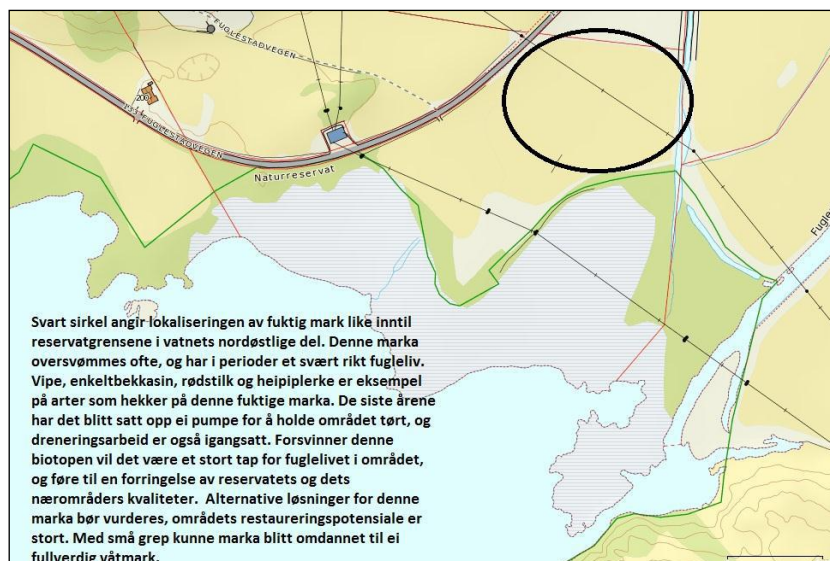 FUGLESTADVEGEN
200
133 FUGLESTADVEGEN
Naturreservat
Fugle
Svart sirkel angir lokaliseringen av fuktig mark like inntil
reservatgrensene i vatnets nordøstlige del. Denne marka
oversvømmes ofte, og har i perioder et svært rikt fugleliv.
Vipe, enkeltbekkasin, rødstilk og heipiplerke er eksempel
på arter som hekker på denne fuktige marka. De siste årene
har det blitt satt opp ei pumpe for å holde området tørt, og
dreneringsarbeid er også igangsatt. Forsvinner denne
biotopen vil det være et stort tap for fuglelivet i området,
og føre til en forringelse av reservatets og dets
nærområders kvaliteter. Alternative løsninger for denne
marka bør vurderes, områdets restaureringspotensiale er
stort. Med små grep kunne marka blitt omdannet til ei
fullverdig våtmark.